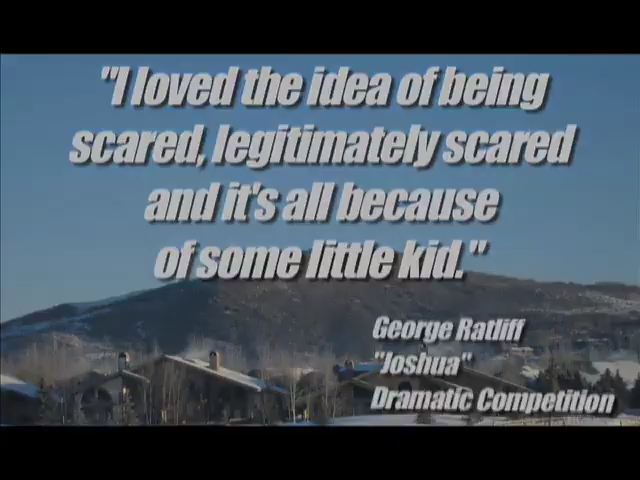 "I loved the idea of being
scared, legitimately scared
and it's all because
of some little kid."
George Ratliff
"Joshua"
Dramatic Competition